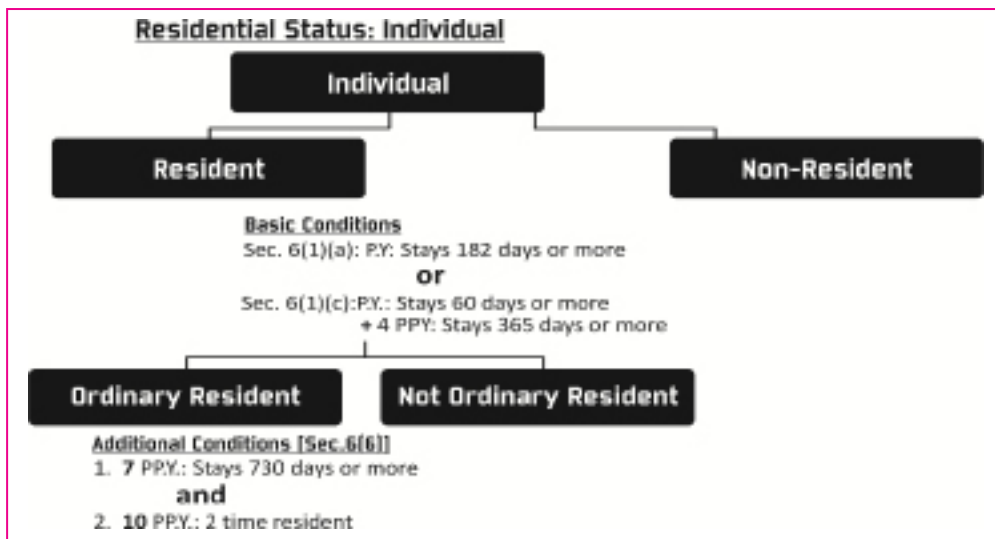 Residential Status: Individual
Individual
Resident
Non-Resident
Basic Conditions
Sec. 6(1)(a): P.Y: Stays 182 days or more
or
Sec. 6(1)(c):P.Y.: Stays 60 days or more
+ 4 PPY: Stays 365 days or more
Ordinary Resident
Not Ordinary Resident
Additional Conditions [Sec.6[6]]
1. 7 PP.Y.: Stays 730 days or more
and
2. 10 PP.Y.: 2 time resident